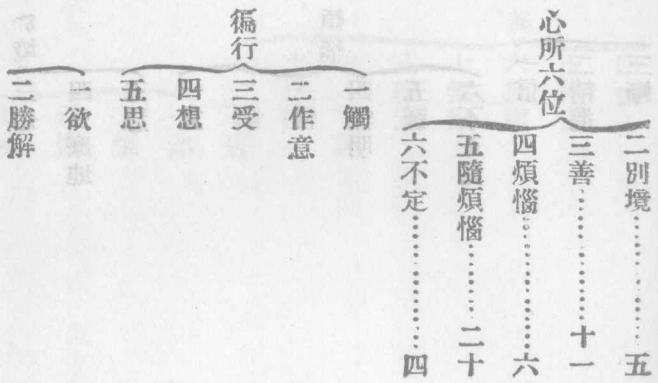 心所六位
二別境………五
三善………十一
四煩惱………六
五隨煩惱………二十
六不定………四
徧行
一觸
二作意
三受
四想
五思
一欲
二勝解